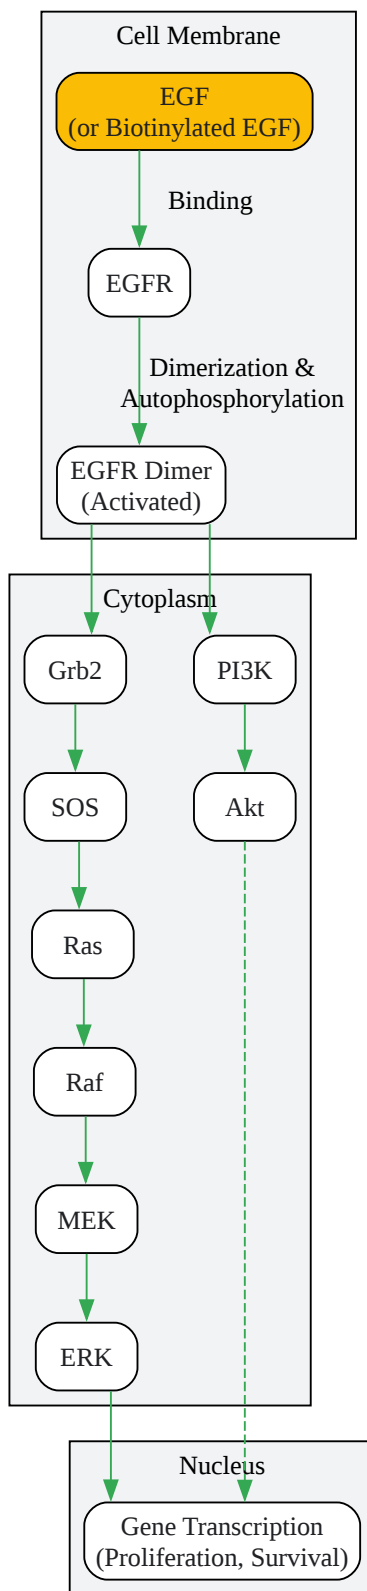 Cell Membrane
EGF
(or Biotinylated EGF)
Binding
EGFR
Dimerization &
Autophosphorylation
EGFR Dimer
(Activated)
Cytoplasm
Grb2
PI3K
SOS
Akt
Ras
Raf
MEK
ERK
Nucleus
Gene Transcription
(Proliferation, Survival)